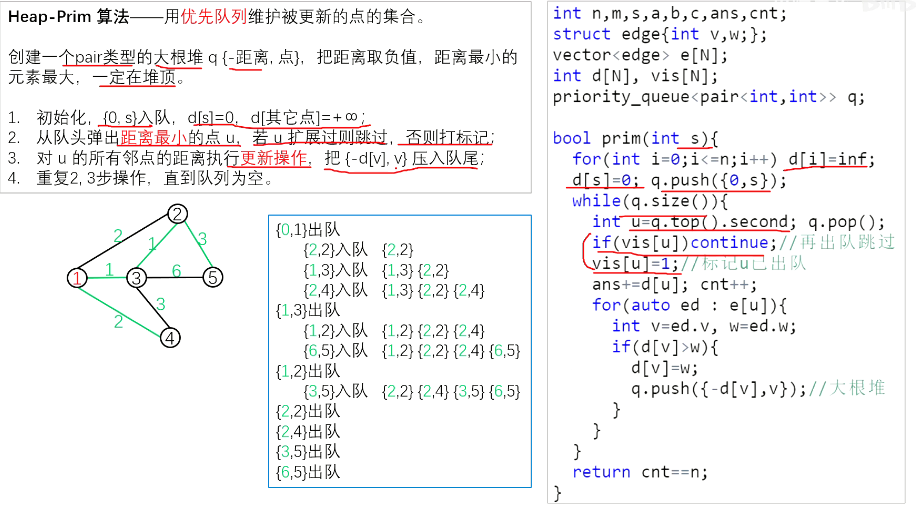 Heap-Prim 算法——用优先队列维护被更新的点的集合。
创建一个pair类型的大根堆 q {-距离, 点}，把距离取负值，距离最小的
元素最大，一定在堆顶。
1. 初始化，{0, s}入队，d[s]=0，d[其它点]=+∞；
2. 从队头弹出距离最小的点 u，若 u 扩展过则跳过，否则打标记；
3. 对 u 的所有邻点的距离执行更新操作，把 {-d[v], v} 压入队尾；
4. 重复2, 3步操作，直到队列为空。
2
2
1
3
1
1
3
6
5
2
3
4
{0,1}出队
{2,2}入队 {2,2}
{1,3}入队 {1,3} {2,2}
{2,4}入队 {1,3} {2,2} {2,4}
{1,3}出队
{1,2}入队 {1,2} {2,2} {2,4}
{6,5}入队 {1,2} {2,2} {2,4} {6,5}
{1,2}出队
{3,5}入队 {2,2} {2,4} {3,5} {6,5}
{2,2}出队
{2,4}出队
{3,5}出队
{6,5}出队
int n,m,s,a,b,c,ans,cnt;
struct edge{int v,w;};
vector<edge> e[N];
int d[N], vis[N];
priority_queue<pair<int,int>> q;
bool prim(int s){
for(int i=0;i<=n;i++) d[i]=inf;
d[s]=0; q.push({0,s});
while(q.size()){
int u=q.top().second; q.pop();
if(vis[u])continue;//再出队跳过
vis[u]=1;//标记u已出队
ans+=d[u]; cnt++;
for(auto ed : e[u]){
int v=ed.v, w=ed.w;
if(d[v]>w){
d[v]=w;
q.push({-d[v],v});//大根堆
}
}
}
return cnt==n;
}